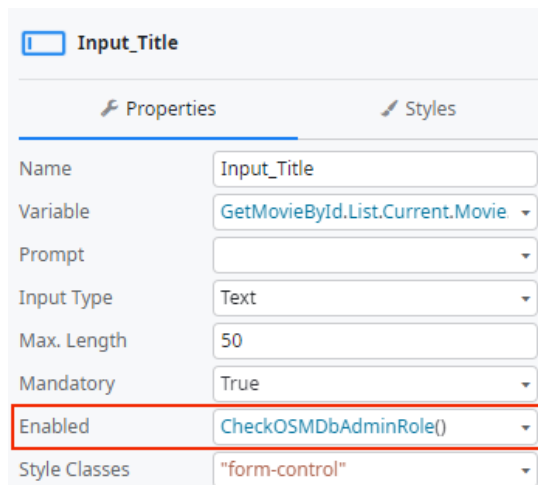 Input_Title
Properties Styles
Name Input_Title
Variable GetMovieById.List.Current.Movie
Prompt
Input Type Text
Max. Length 50
Mandatory True
Enabled CheckOSMDbAdminRole()
Style Classes "form-control"